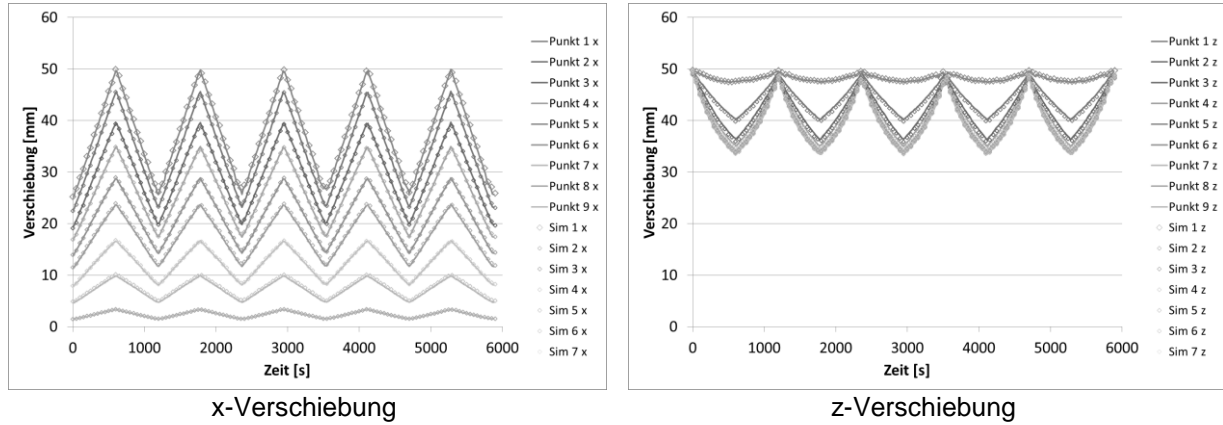 60
50
40
30
20
10
0
Verschiebung [mm]
0 1000 2000 3000 4000 5000 6000
Zeit [s]
Punkt 1 x
Punkt 2 x
Punkt 3 x
Punkt 4 x
Punkt 5 x
Punkt 6 x
Punkt 7 x
Punkt 8 x
Punkt 9 x
Sim 1 x
Sim 2 x
Sim 3 x
Sim 4 x
Sim 5 x
Sim 6 x
Sim 7 x
x-Verschiebung
60
50
40
30
20
10
0
Verschiebung [mm]
0 1000 2000 3000 4000 5000 6000
Zeit [s]
Punkt 1 z
Punkt 2 z
Punkt 3 z
Punkt 4 z
Punkt 5 z
Punkt 6 z
Punkt 7 z
Punkt 8 z
Punkt 9 z
Sim 1 z
Sim 2 z
Sim 3 z
Sim 4 z
Sim 5 z
Sim 6 z
Sim 7 z
z-Verschiebung